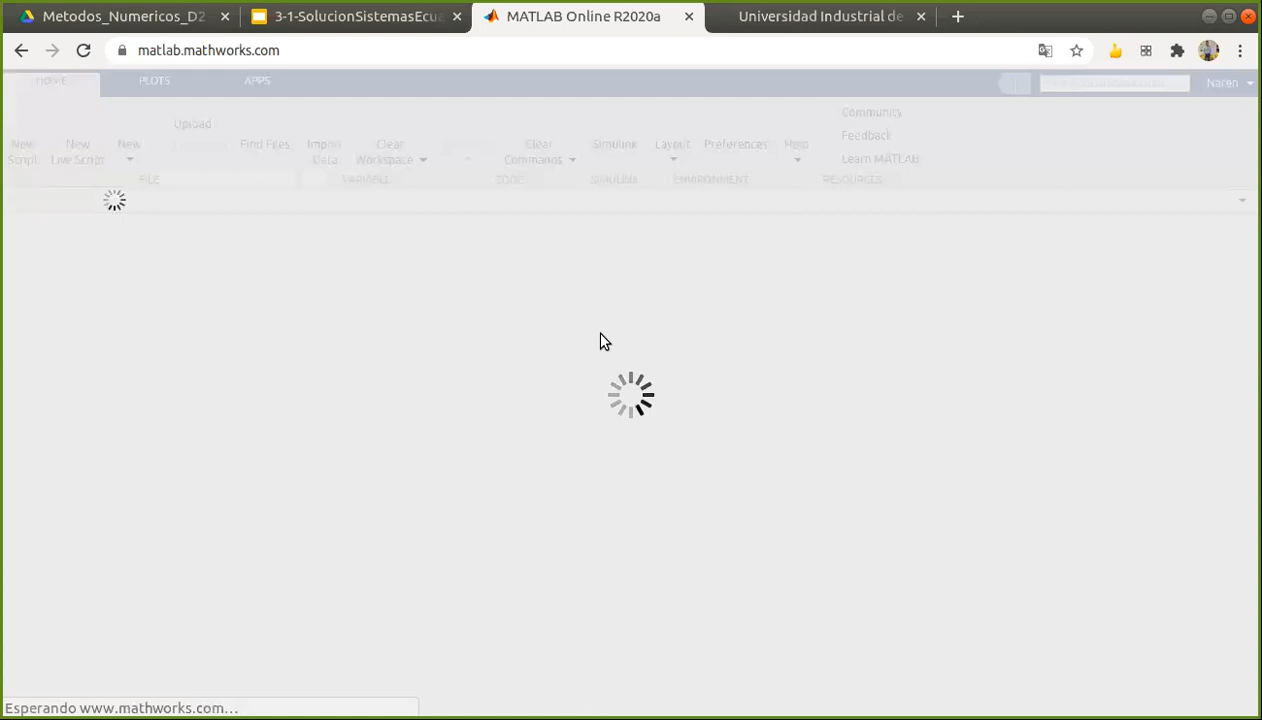 Metodos_Numericos_D2
3-1-SolucionSistemasEcua
MATLAB Online R2020a
Universidad Industrial de
matlab.mathworks.com
HOME PLOTS APPS
Naren
New Script
New Live Script
New
Upload
Find Files
Import Data
Clear Workspace
Clear Commands
Simulink
Layout
Preferences
Help
Community
Feedback
Learn MATLAB
FILE VARIABLE CODE SIMULINK ENVIRONMENT RESOURCES
Esperando www.mathworks.com…